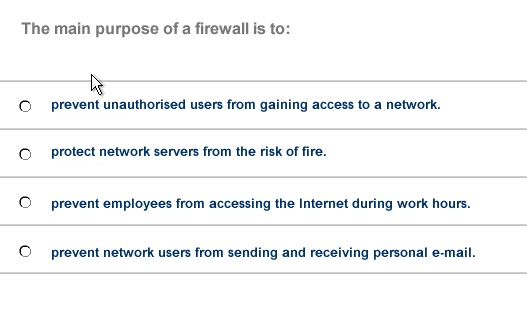 The main purpose of a firewall is to:
prevent unauthorised users from gaining access to a network.
protect network servers from the risk of fire.
prevent employees from accessing the Internet during work hours.
prevent network users from sending and receiving personal e-mail.